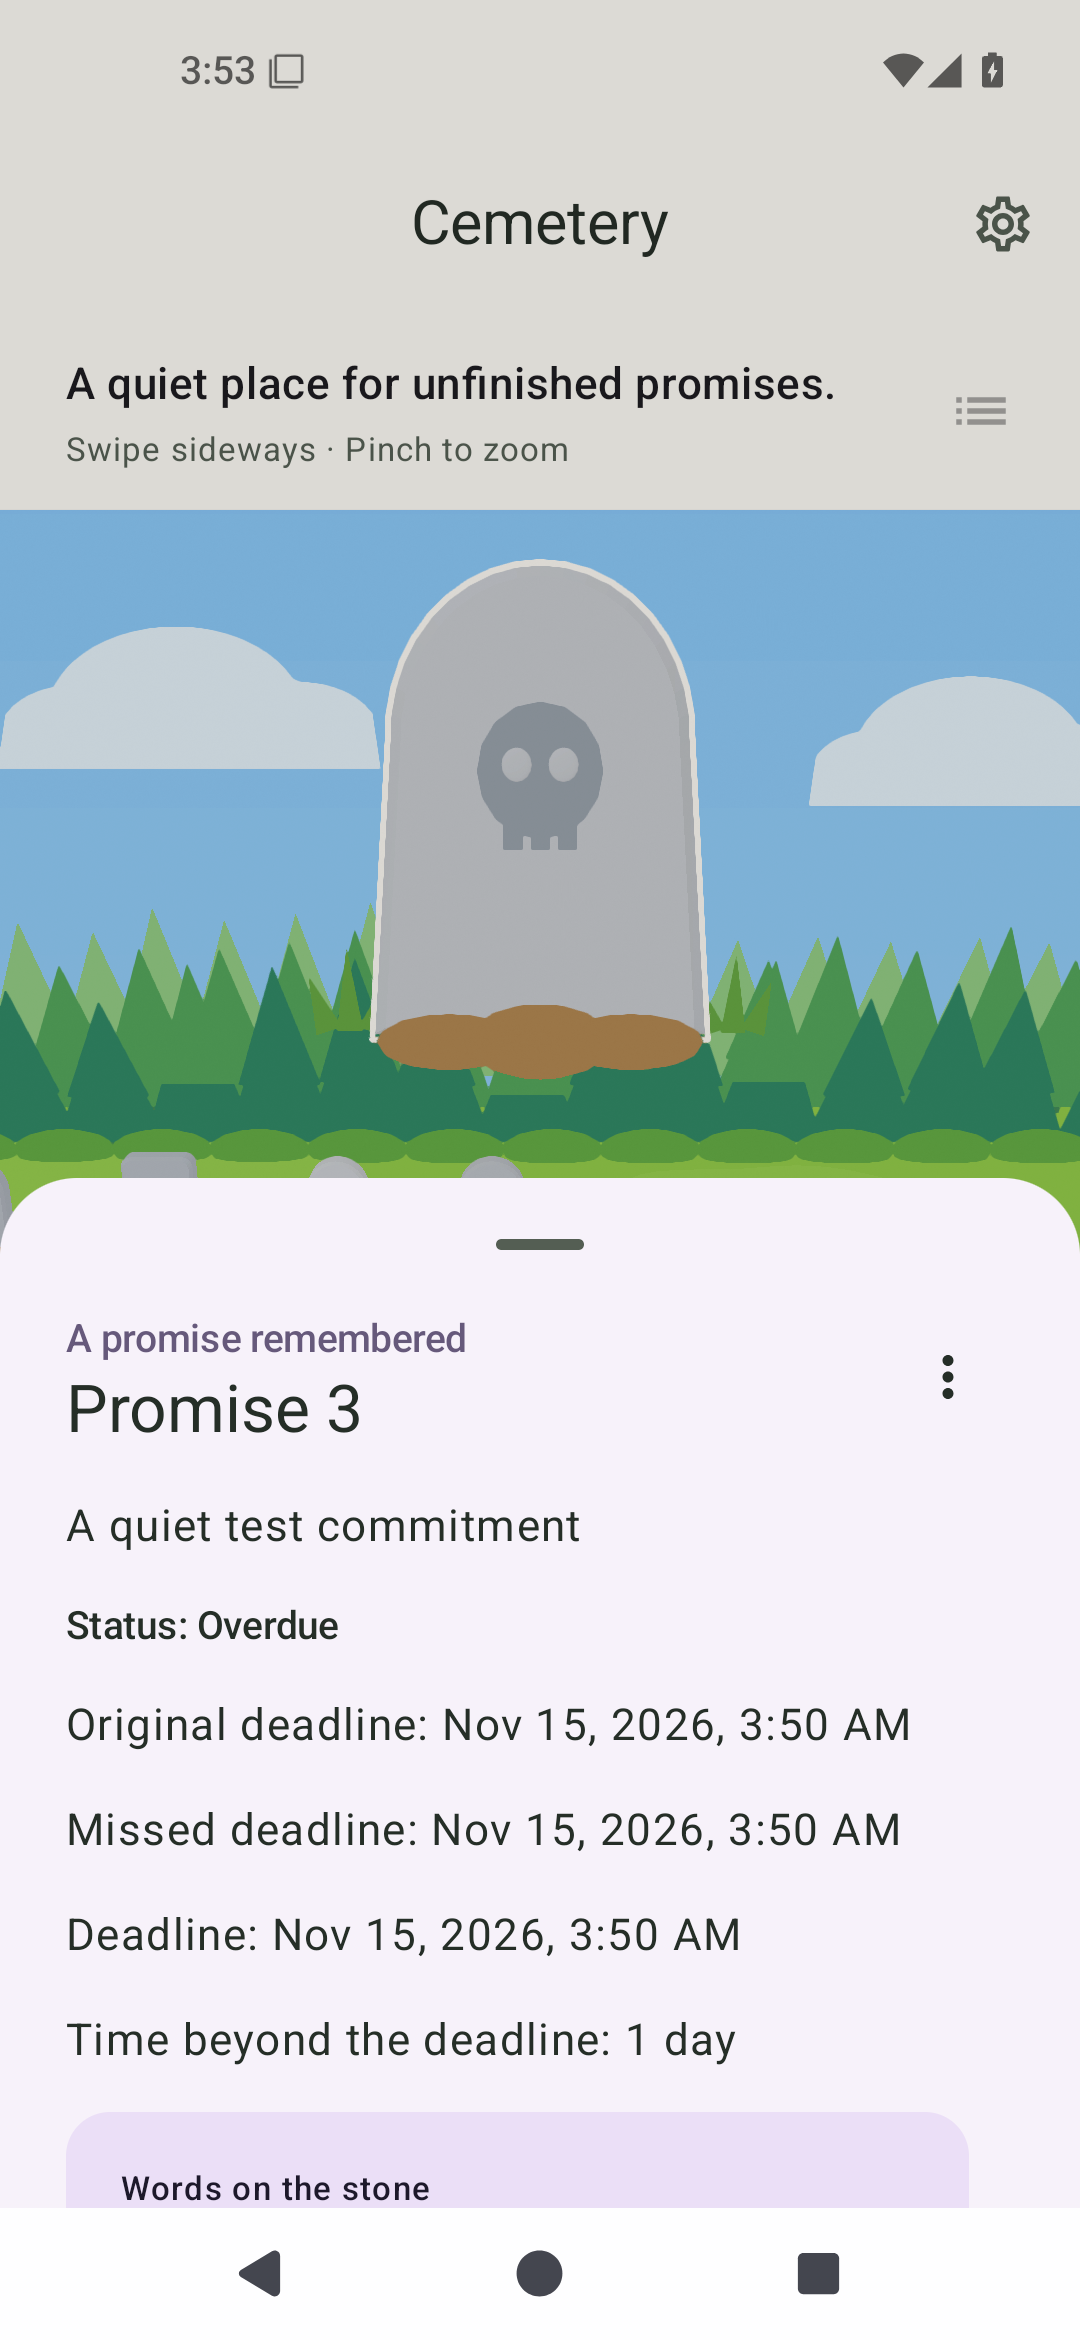 3:53
Cemetery
A quiet place for unfinished promises.
Swipe sideways · Pinch to zoom
A promise remembered
Promise 3
A quiet test commitment
Status: Overdue
Original deadline: Nov 15, 2026, 3:50 AM
Missed deadline: Nov 15, 2026, 3:50 AM
Deadline: Nov 15, 2026, 3:50 AM
Time beyond the deadline: 1 day
Words on the stone